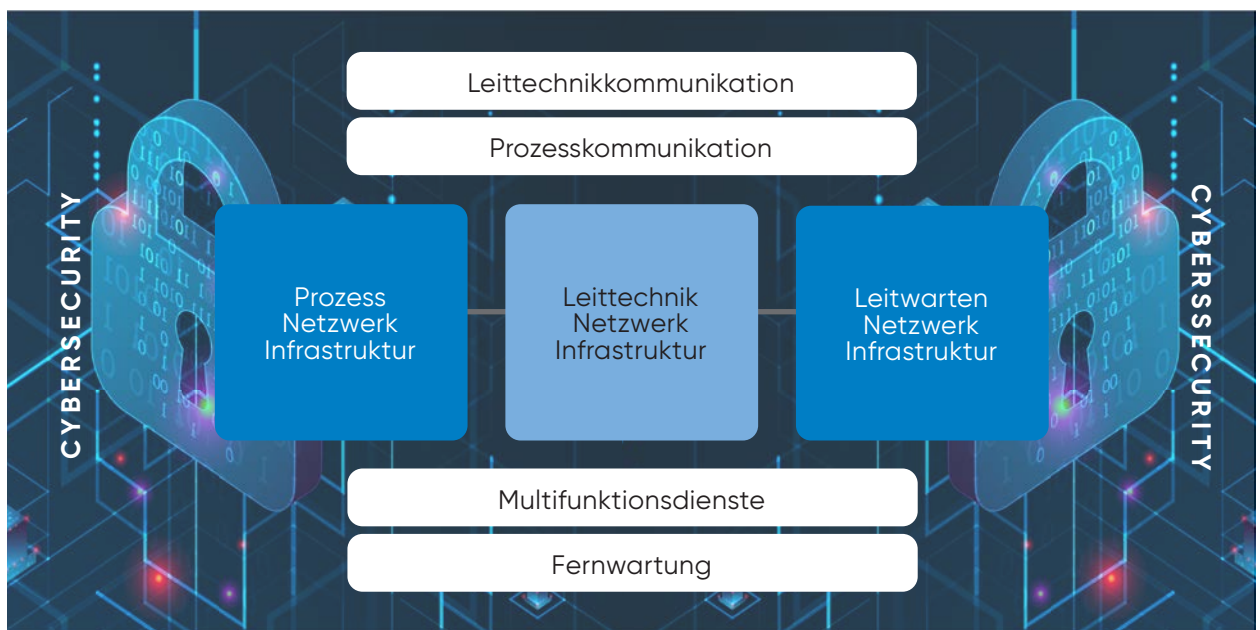 Leittechnikkommunikation
Prozesskommunikation
CYBERSECURITY
Prozess
Netzwerk
Infrastruktur
Leittechnik
Netzwerk
Infrastruktur
Leitwarten
Netzwerk
Infrastruktur
CYBERSSECURITY
Multifunktionsdienste
Fernwartung